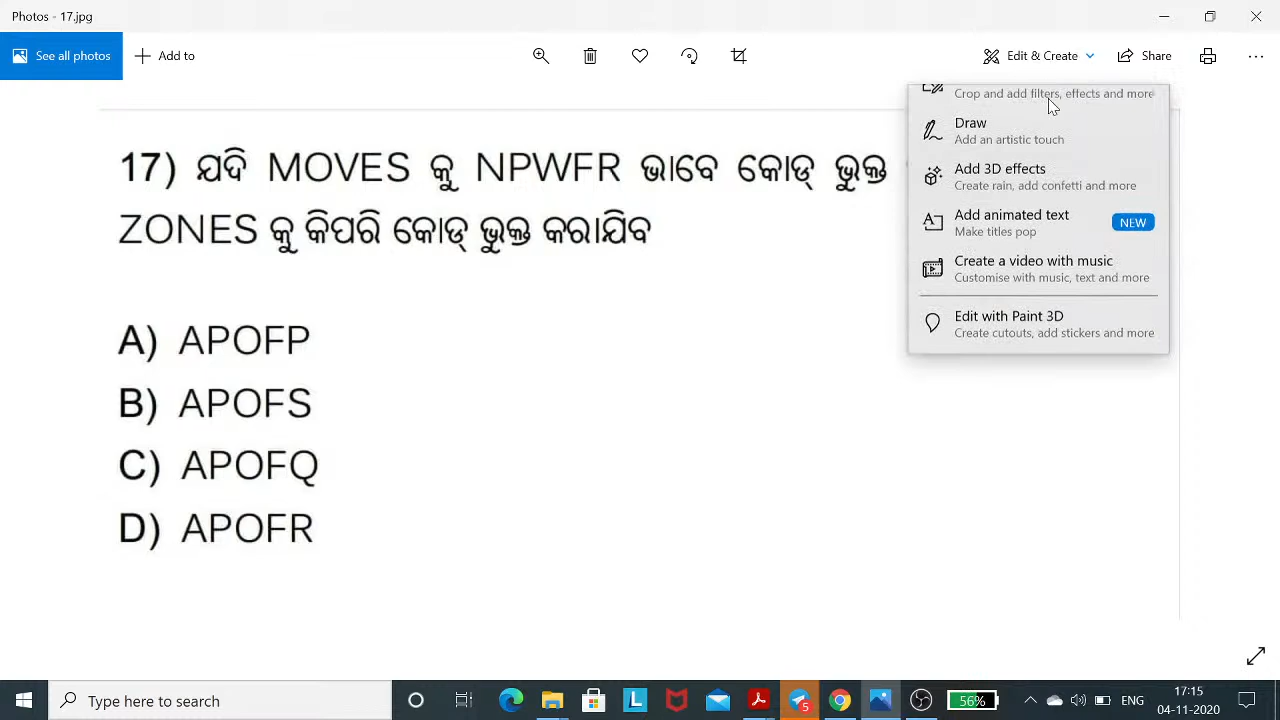 Photos - 17.jpg
See all photos
Add to
Edit & Create
Share
Crop and add filters, effects and more
Draw
Add an artistic touch
Add 3D effects
Create rain, add confetti and more
Add animated text
Make titles pop
NEW
Create a video with music
Customise with music, text and more
Edit with Paint 3D
Create cutouts, add stickers and more
17) ଯଦି MOVES କୁ NPWFR ଭାବେ କୋଡ୍ ଭୁକ୍ତ
ZONES କୁ କିପରି କୋଡ୍ ଭୁକ୍ତ କରାଯିବ
A) APOFP
B) APOFS
C) APOFQ
D) APOFR
Type here to search
5
56%
ENG
17:15
04-11-2020